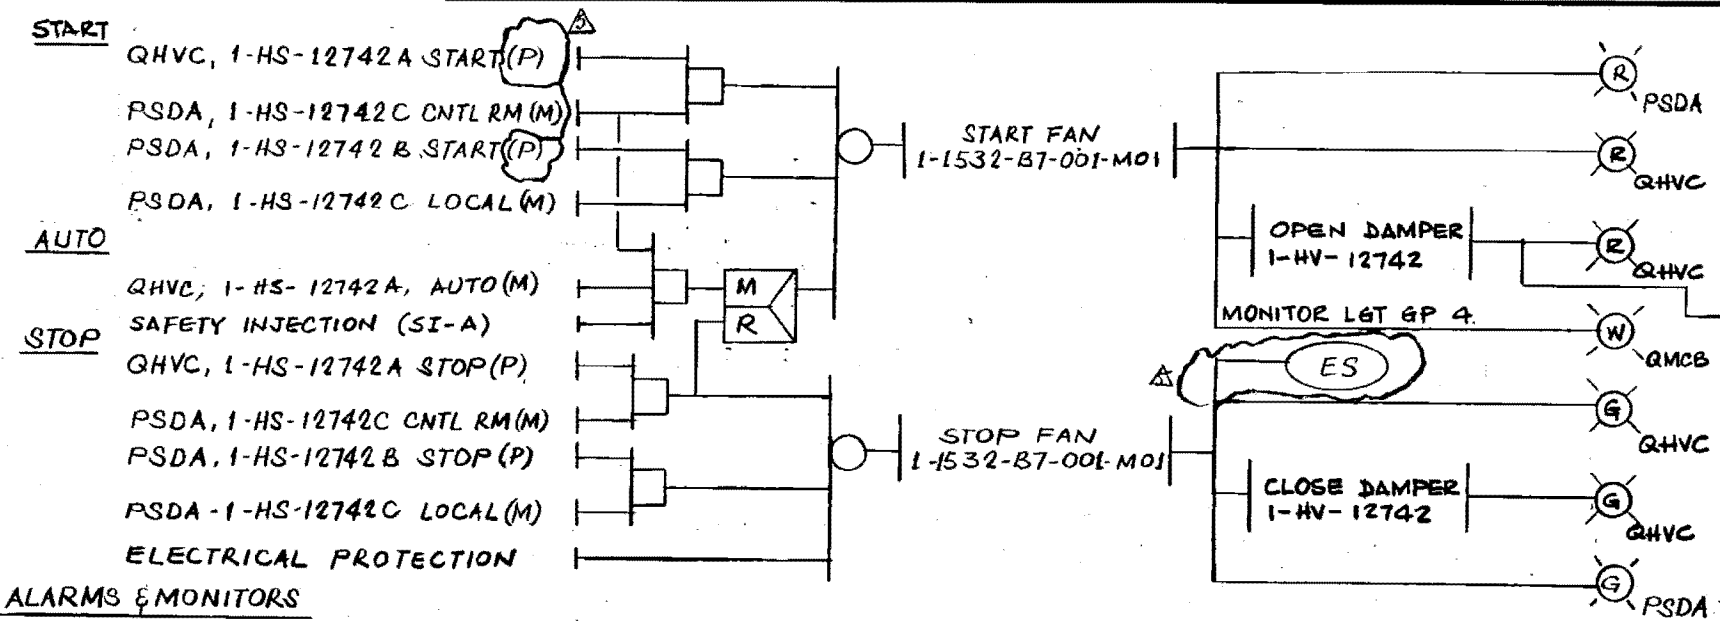 START
QHVC, 1-HS-12742A START(P)
PSDA, 1-HS-12742C CNTL RM(M)
PSDA, 1-HS-12742B START(P)
PSDA, 1-HS-12742C LOCAL(M)
AUTO
QHVC, 1-HS-12742A, AUTO(M)
SAFETY INJECTION (SI-A)
STOP
QHVC, 1-HS-12742A STOP(P)
PSDA, 1-HS-12742C CNTL RM(M)
PSDA, 1-HS-12742B STOP(P)
PSDA-1-HS-12742C LOCAL(M)
ELECTRICAL PROTECTION
ALARMS & MONITORS
M
R
START FAN
1-1532-B7-001-M01
STOP FAN
1-1532-B7-001-M01
R
PSDA
R
QHVC
OPEN DAMPER
1-HV-12742
R
QHVC
MONITOR LGT GP 4
W
QMCB
ES
G
QHVC
CLOSE DAMPER
1-HV-12742
G
QHVC
G
PSDA